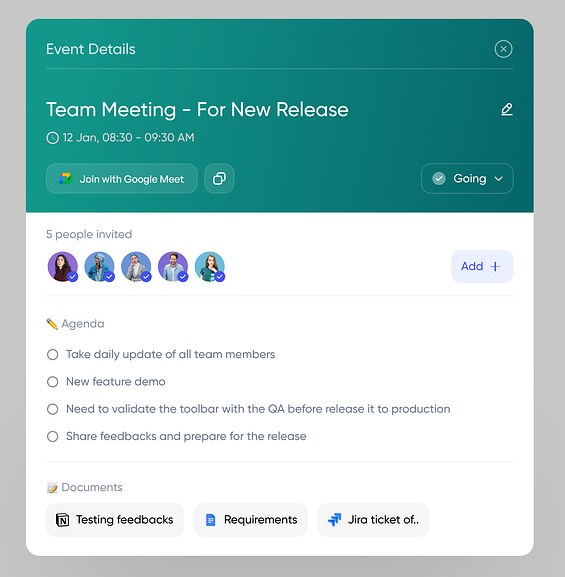 Event Details
Team Meeting - For New Release
12 Jan, 08:30 - 09:30 AM
Join with Google Meet
Going
5 people invited
Add
Agenda
Take daily update of all team members
New feature demo
Need to validate the toolbar with the QA before release it to production
Share feedbacks and prepare for the release
Documents
Testing feedbacks
Requirements
Jira ticket of..